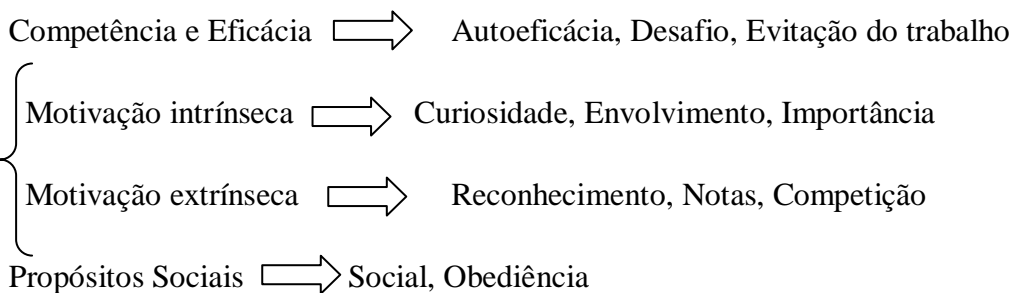 Competência e Eficácia Autoeficácia, Desafio, Evitação do trabalho
Motivação intrínseca Curiosidade, Envolvimento, Importância
Motivação extrínseca Reconhecimento, Notas, Competição
Propósitos Sociais Social, Obediência